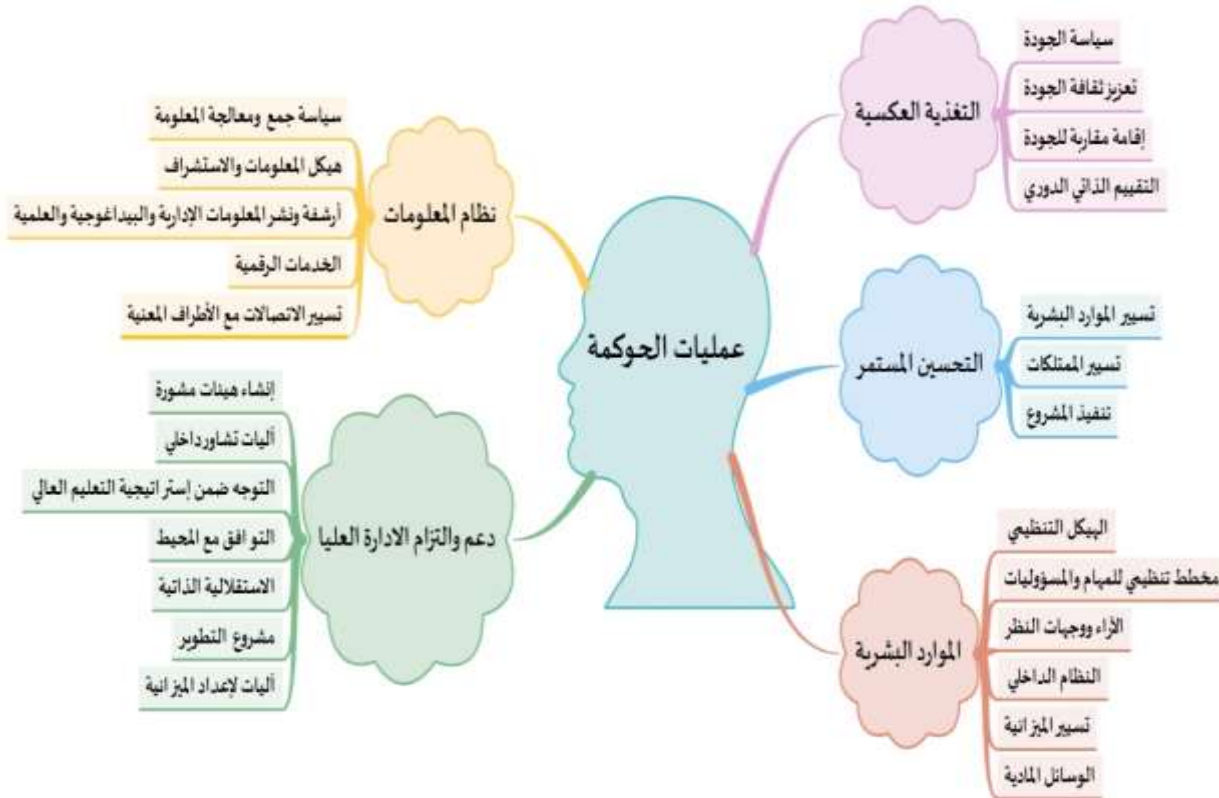 عمليات الحوكمة
التغذية العكسية
سياسة الجودة
تعزيز ثقافة الجودة
إقامة مقاربة للجودة
التقييم الذاتي الدوري
التحسين المستمر
تسيير الموارد البشرية
تسيير الممتلكات
تنفيذ المشروع
الموارد البشرية
الهيكل التنظيمي
مخطط تنظيمي للمهام والمسؤوليات
الآراء ووجهات النظر
النظام الداخلي
تسيير الميزانية
الوسائل المادية
نظام المعلومات
سياسة جمع ومعالجة المعلومة
هيكل المعلومات والاستشراف
أرشفة ونشر المعلومات الإدارية والبيداغوجية والعلمية
الخدمات الرقمية
تسيير الاتصالات مع الأطراف المعنية
دعم والتزام الادارة العليا
إنشاء هيئات مشورة
آليات تشاور داخلي
التوجه ضمن إستراتيجية التعليم العالي
التوافق مع المحيط
الاستقلالية الذاتية
مشروع التطوير
آليات لإعداد الميزانية